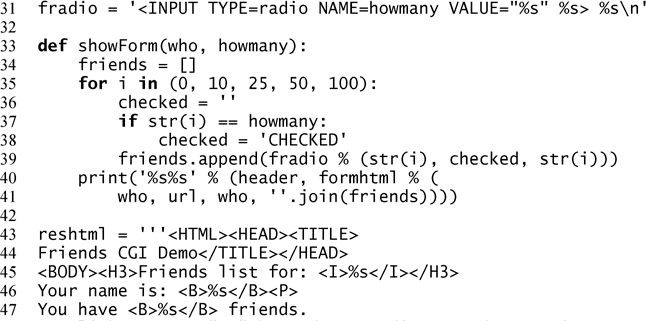 31 fradio = '<INPUT TYPE=radio NAME=howmany VALUE="%s" %s> %s\n'
32
33 def showForm(who, howmany):
34     friends = []
35     for i in (0, 10, 25, 50, 100):
36         checked = ''
37         if str(i) == howmany:
38             checked = 'CHECKED'
39         friends.append(fradio % (str(i), checked, str(i)))
40     print('%s%s' % (header, formhtml % (
41         who, url, who, ''.join(friends))))
42
43 reshtml = '''<HTML><HEAD><TITLE>
44 Friends CGI Demo</TITLE></HEAD>
45 <BODY><H3>Friends list for: <I>%s</I></H3>
46 Your name is: <B>%s</B><P>
47 You have <B>%s</B> friends.